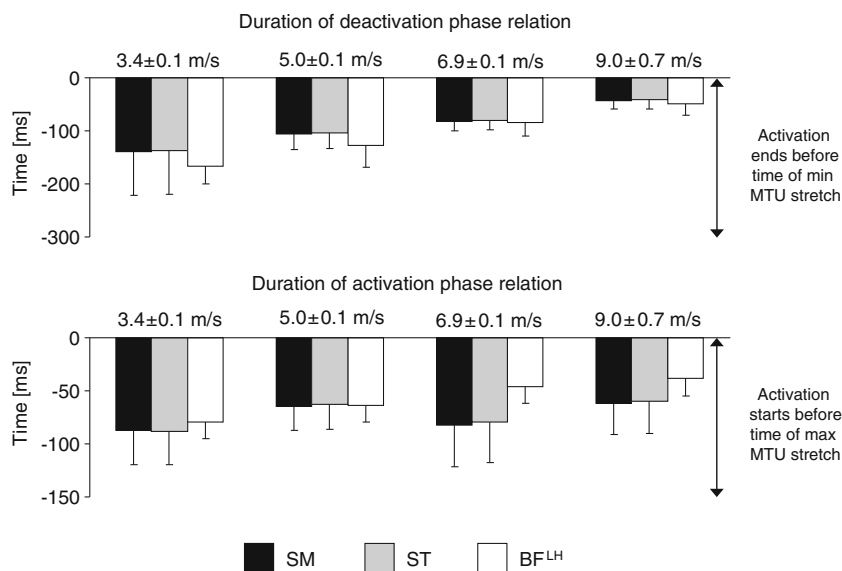 Duration of deactivation phase relation
3.4±0.1 m/s 5.0±0.1 m/s 6.9±0.1 m/s 9.0±0.7 m/s
0
-100
-200
-300
Time [ms]
Activation
ends before
time of min
MTU stretch
Duration of activation phase relation
3.4±0.1 m/s 5.0±0.1 m/s 6.9±0.1 m/s 9.0±0.7 m/s
0
-50
-100
-150
Time [ms]
Activation
starts before
time of max
MTU stretch
SM ST BF^LH